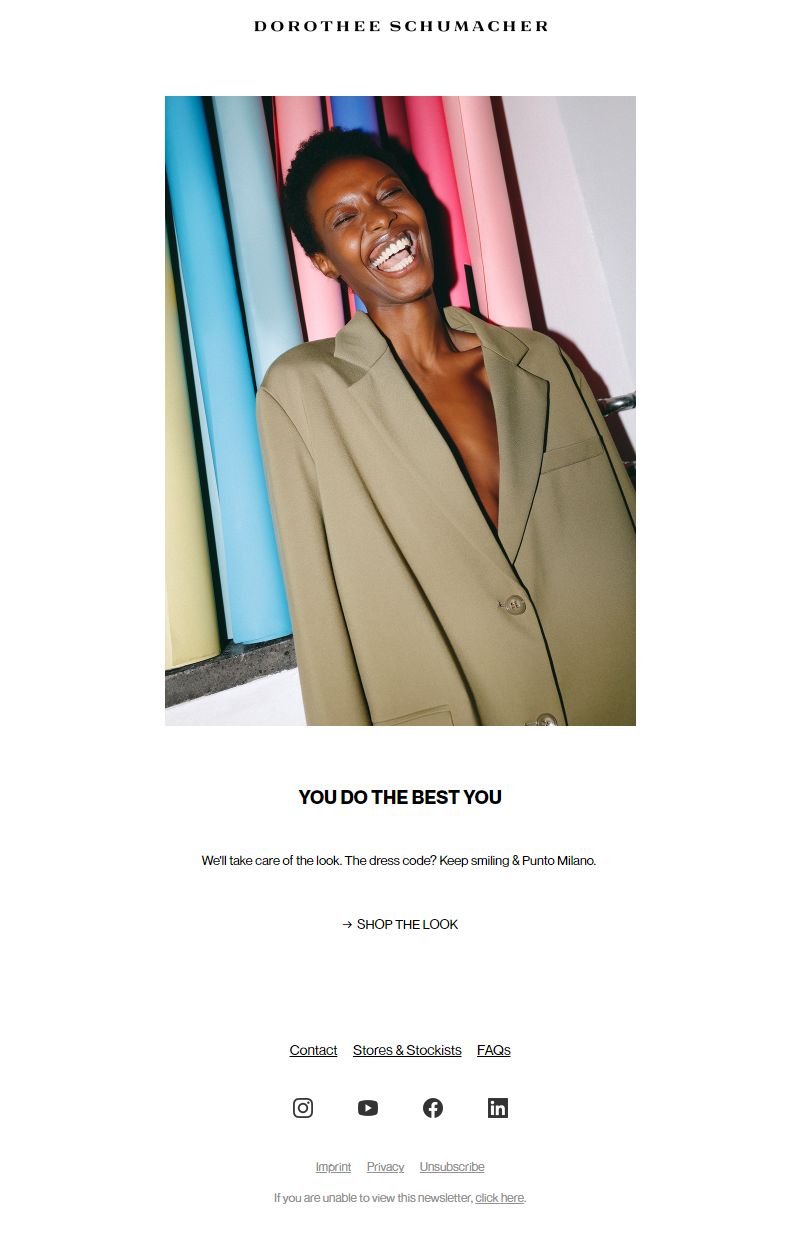 DOROTHEE SCHUMACHER
YOU DO THE BEST YOU
We'll take care of the look. The dress code? Keep smiling & Punto Milano.
→ SHOP THE LOOK
Contact Stores & Stockists FAQs
Imprint Privacy Unsubscribe
If you are unable to view this newsletter, click here.